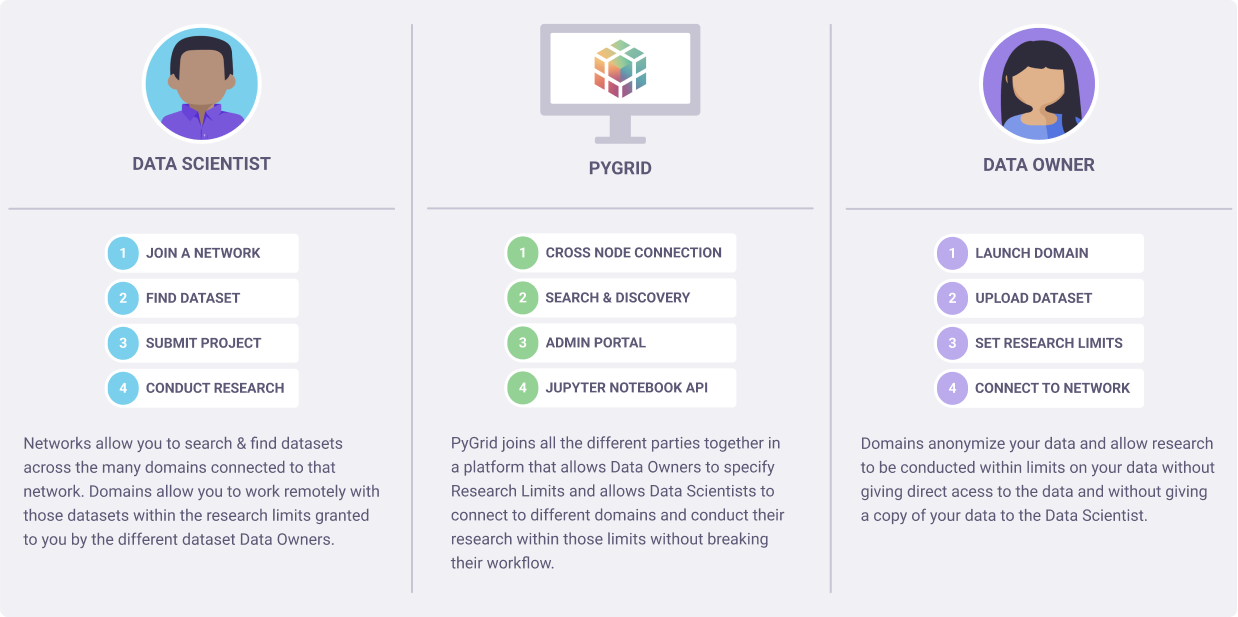 DATA SCIENTIST
1 JOIN A NETWORK
2 FIND DATASET
3 SUBMIT PROJECT
4 CONDUCT RESEARCH
Networks allow you to search & find datasets
across the many domains connected to that
network. Domains allow you to work remotely with
those datasets within the research limits granted
to you by the different dataset Data Owners.
PYGRID
1 CROSS NODE CONNECTION
2 SEARCH & DISCOVERY
3 ADMIN PORTAL
4 JUPYTER NOTEBOOK API
PyGrid joins all the different parties together in
a platform that allows Data Owners to specify
Research Limits and allows Data Scientists to
connect to different domains and conduct their
research within those limits without breaking
their workflow.
DATA OWNER
1 LAUNCH DOMAIN
2 UPLOAD DATASET
3 SET RESEARCH LIMITS
4 CONNECT TO NETWORK
Domains anonymize your data and allow research
to be conducted within limits on your data without
giving direct acess to the data and without giving
a copy of your data to the Data Scientist.